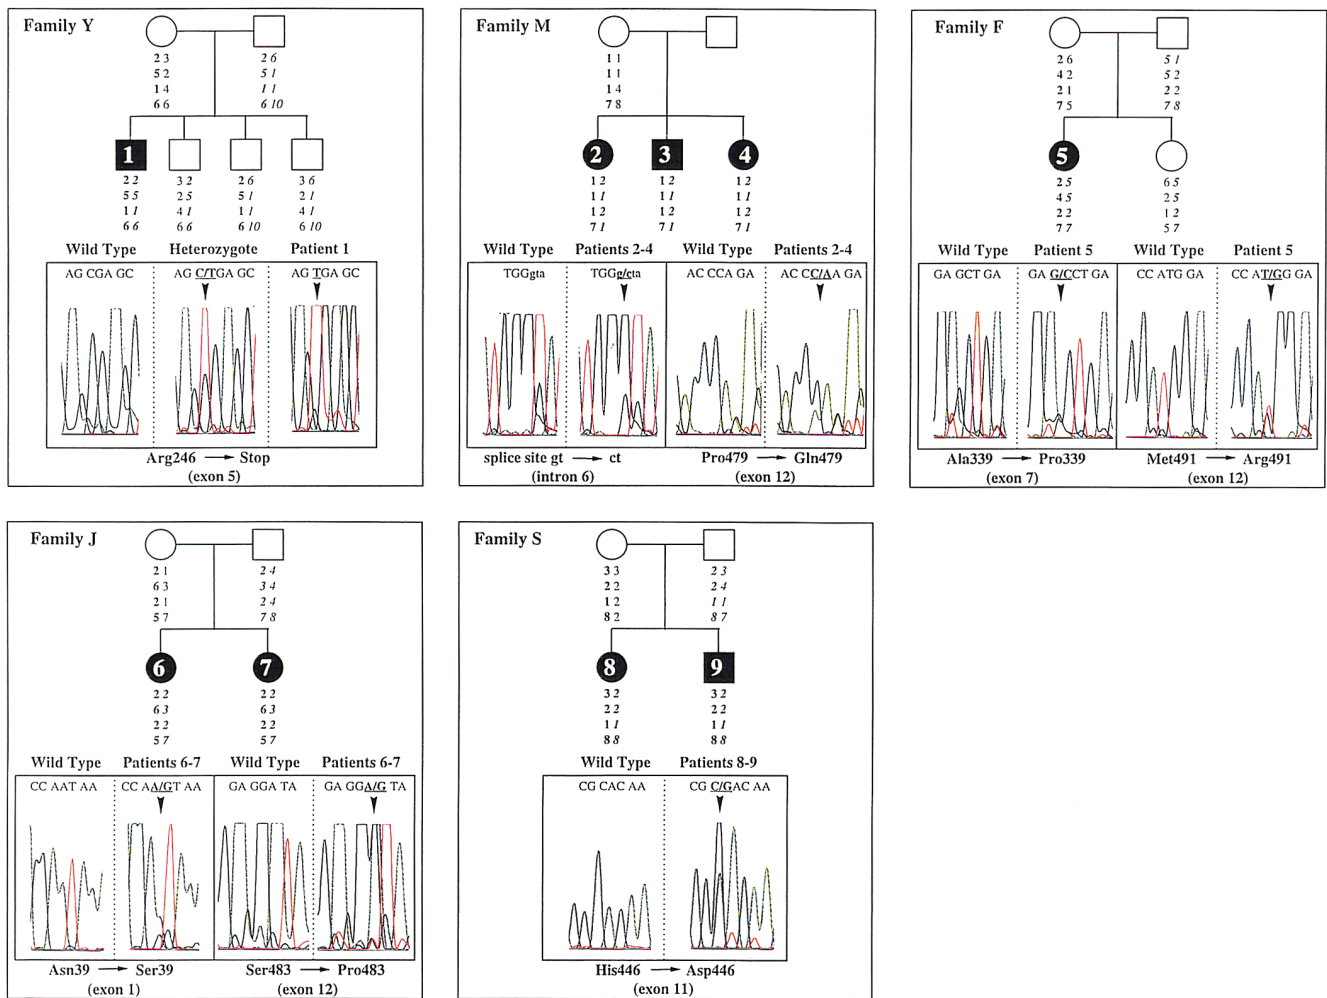 Family Y
2 3 2 6
5 2 5 1
1 4 1 1
6 6 6 10
1
2 2 3 2 2 6 3 6
5 5 2 5 5 1 2 1
1 1 4 1 1 1 4 1
6 6 6 6 6 10 6 10
Wild Type Heterozygote Patient 1
AG CGA GC AG C/TGA GC AG TGA GC
Arg246 → Stop
(exon 5)
Family M
1 1
1 1
1 4
7 8
2 3 4
1 2 1 2 1 2
1 1 1 1 1 1
1 2 1 2 1 2
7 1 7 1 7 1
Wild Type Patients 2-4 Wild Type Patients 2-4
TGGgta TGGg/cta AC CCA GA AC CC/AA GA
splice site gt → ct Pro479 → Gln479
(intron 6) (exon 12)
Family F
2 6 5 1
4 2 5 2
2 1 2 2
7 5 7 8
5
2 5 6 5
4 5 2 5
2 2 1 2
7 7 5 7
Wild Type Patient 5 Wild Type Patient 5
GA GCT GA GA G/CCT GA CC ATG GA CC AT/GG GA
Ala339 → Pro339 Met491 → Arg491
(exon 7) (exon 12)
Family J
2 1 2 4
6 3 3 4
2 1 2 4
5 7 7 8
6 7
2 2 2 2
6 3 6 3
2 2 2 2
5 7 5 7
Wild Type Patients 6-7 Wild Type Patients 6-7
CC AAT AA CC AA/GT AA GA GGA TA GA GGA/G TA
Asn39 → Ser39 Ser483 → Pro483
(exon 1) (exon 12)
Family S
3 3 2 3
2 2 2 4
1 2 1 1
8 2 8 7
8 9
3 2 3 2
2 2 2 2
1 1 1 1
8 8 8 8
Wild Type Patients 8-9
CG CAC AA CG C/GAC AA
His446 → Asp446
(exon 11)